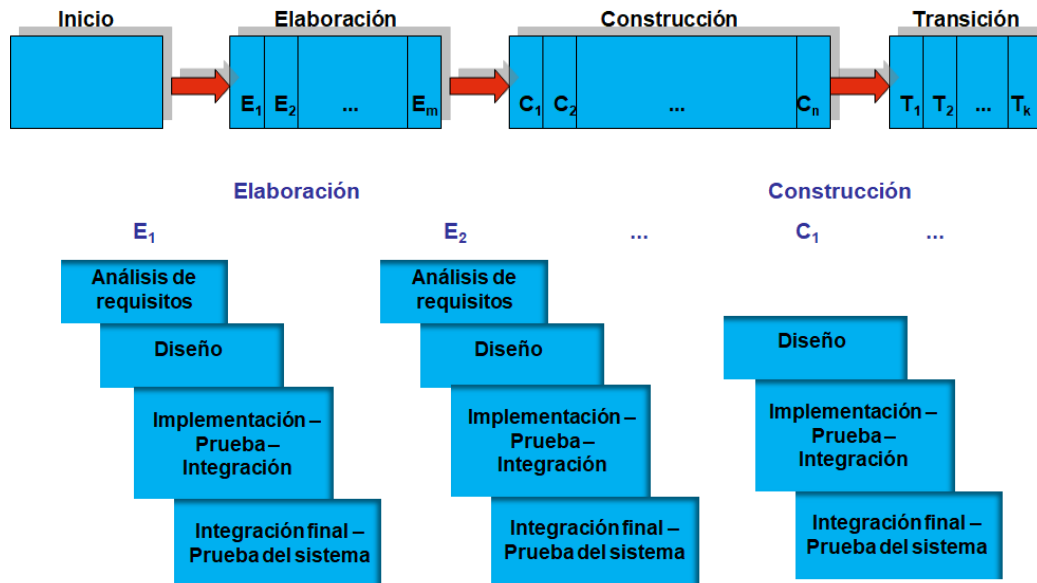 Inicio
Elaboración
Construcción
Transición
E1
E2
...
Em
C1
C2
...
Cn
T1
T2
...
Tk
Elaboración
Construcción
E1
E2
...
C1
...
Análisis de
requisitos
Diseño
Implementación –
Prueba –
Integración
Integración final –
Prueba del sistema
Análisis de
requisitos
Diseño
Implementación –
Prueba –
Integración
Integración final –
Prueba del sistema
Diseño
Implementación –
Prueba –
Integración
Integración final –
Prueba del sistema